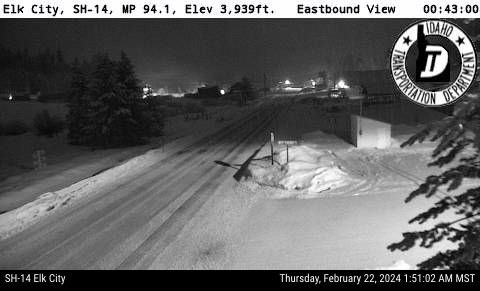 Elk City, SH-14, MP 94.1, Elev 3,939ft. Eastbound View 00:43:00
IDAHO
TRANSPORTATION DEPARTMENT
SH-14 Elk City Thursday, February 22, 2024 1:51:02 AM MST